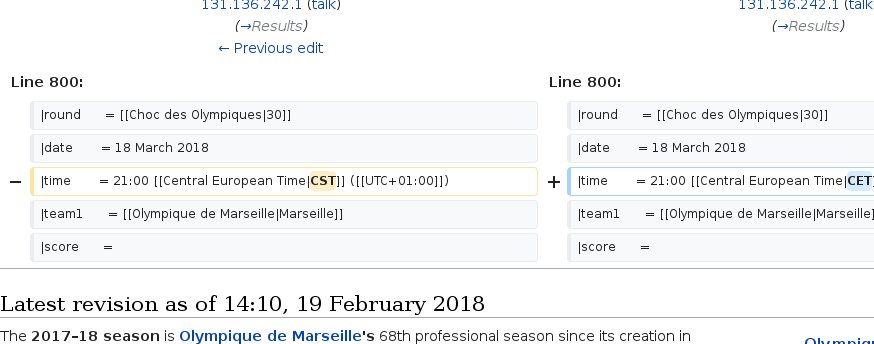 131.136.242.1 (talk)
(→Results)
← Previous edit
131.136.242.1 (talk
(→Results)
Line 800:
Line 800:
|round = [[Choc des Olympiques|30]]
|round = [[Choc des Olympiques|30]]
|date = 18 March 2018
|date = 18 March 2018
− |time = 21:00 [[Central European Time|CST]] ([[UTC+01:00]])
+ |time = 21:00 [[Central European Time|CET]
|team1 = [[Olympique de Marseille|Marseille]]
|team1 = [[Olympique de Marseille|Marseille]
|score =
|score =
Latest revision as of 14:10, 19 February 2018
The 2017–18 season is Olympique de Marseille's 68th professional season since its creation in